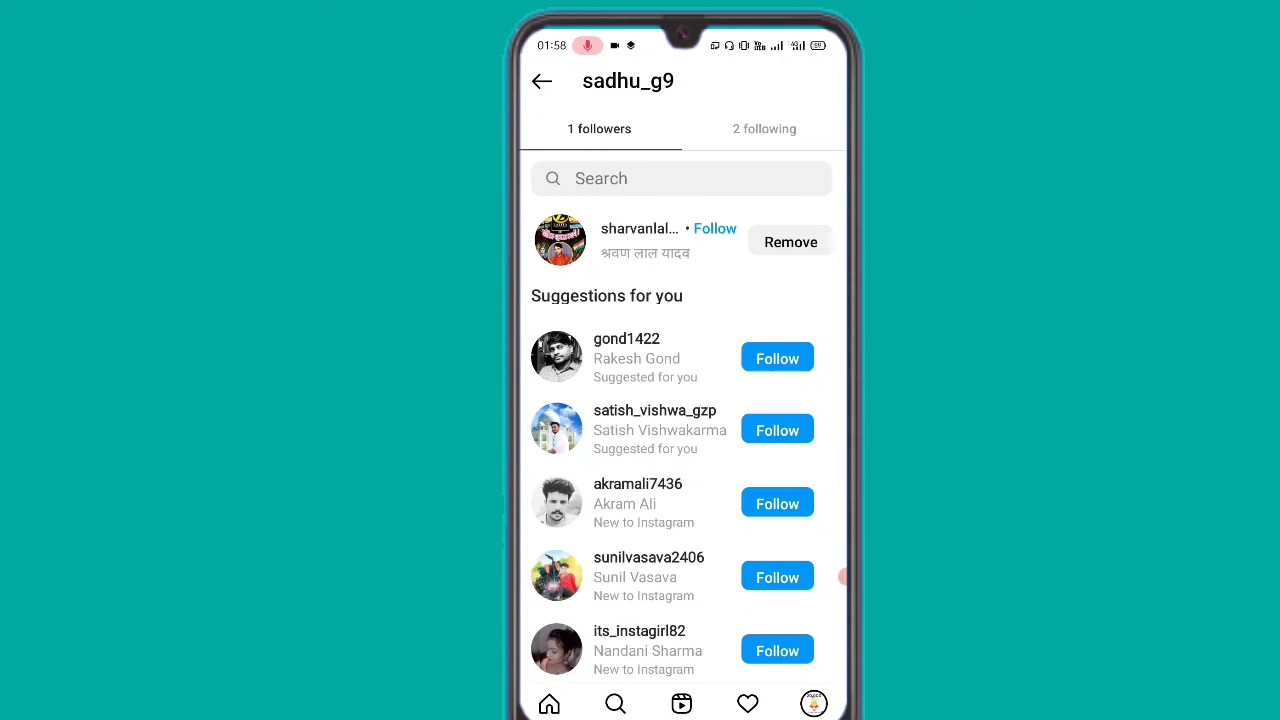 01:58
sadhu_g9
1 followers
2 following
Search
sharvanlal... • Follow
श्रवण लाल यादव
Remove
Suggestions for you
gond1422
Rakesh Gond
Suggested for you
Follow
satish_vishwa_gzp
Satish Vishwakarma
Suggested for you
Follow
akramali7436
Akram Ali
New to Instagram
Follow
sunilvasava2406
Sunil Vasava
New to Instagram
Follow
its_instagirl82
Nandani Sharma
New to Instagram
Follow